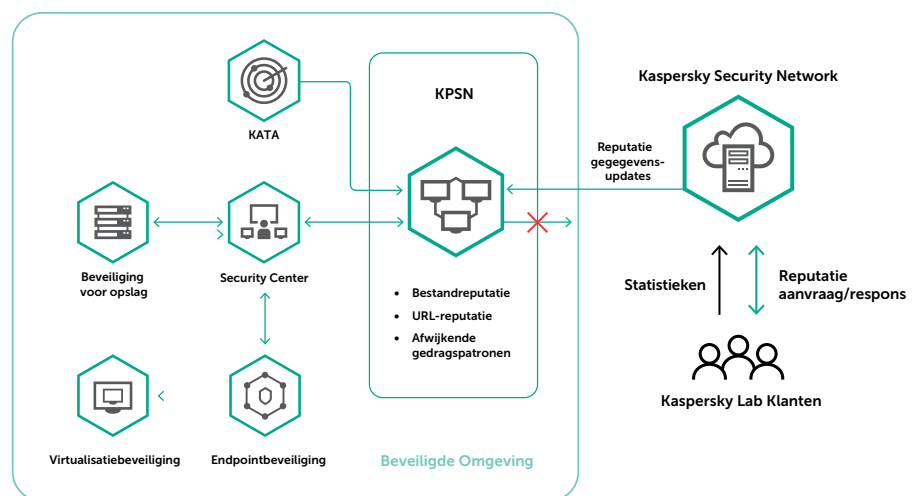 KATA
KPSN
Kaspersky Security Network
Reputatie
gegegevens-
updates
Beveiliging
voor opslag
Security Center
• Bestandreputatie
• URL-reputatie
• Afwijkende
gedragspatronen
Statistieken
Reputatie
aanvraag/respons
Kaspersky Lab Klanten
Virtualisatiebeveiliging
Endpointbeveiliging
Beveiligde Omgeving